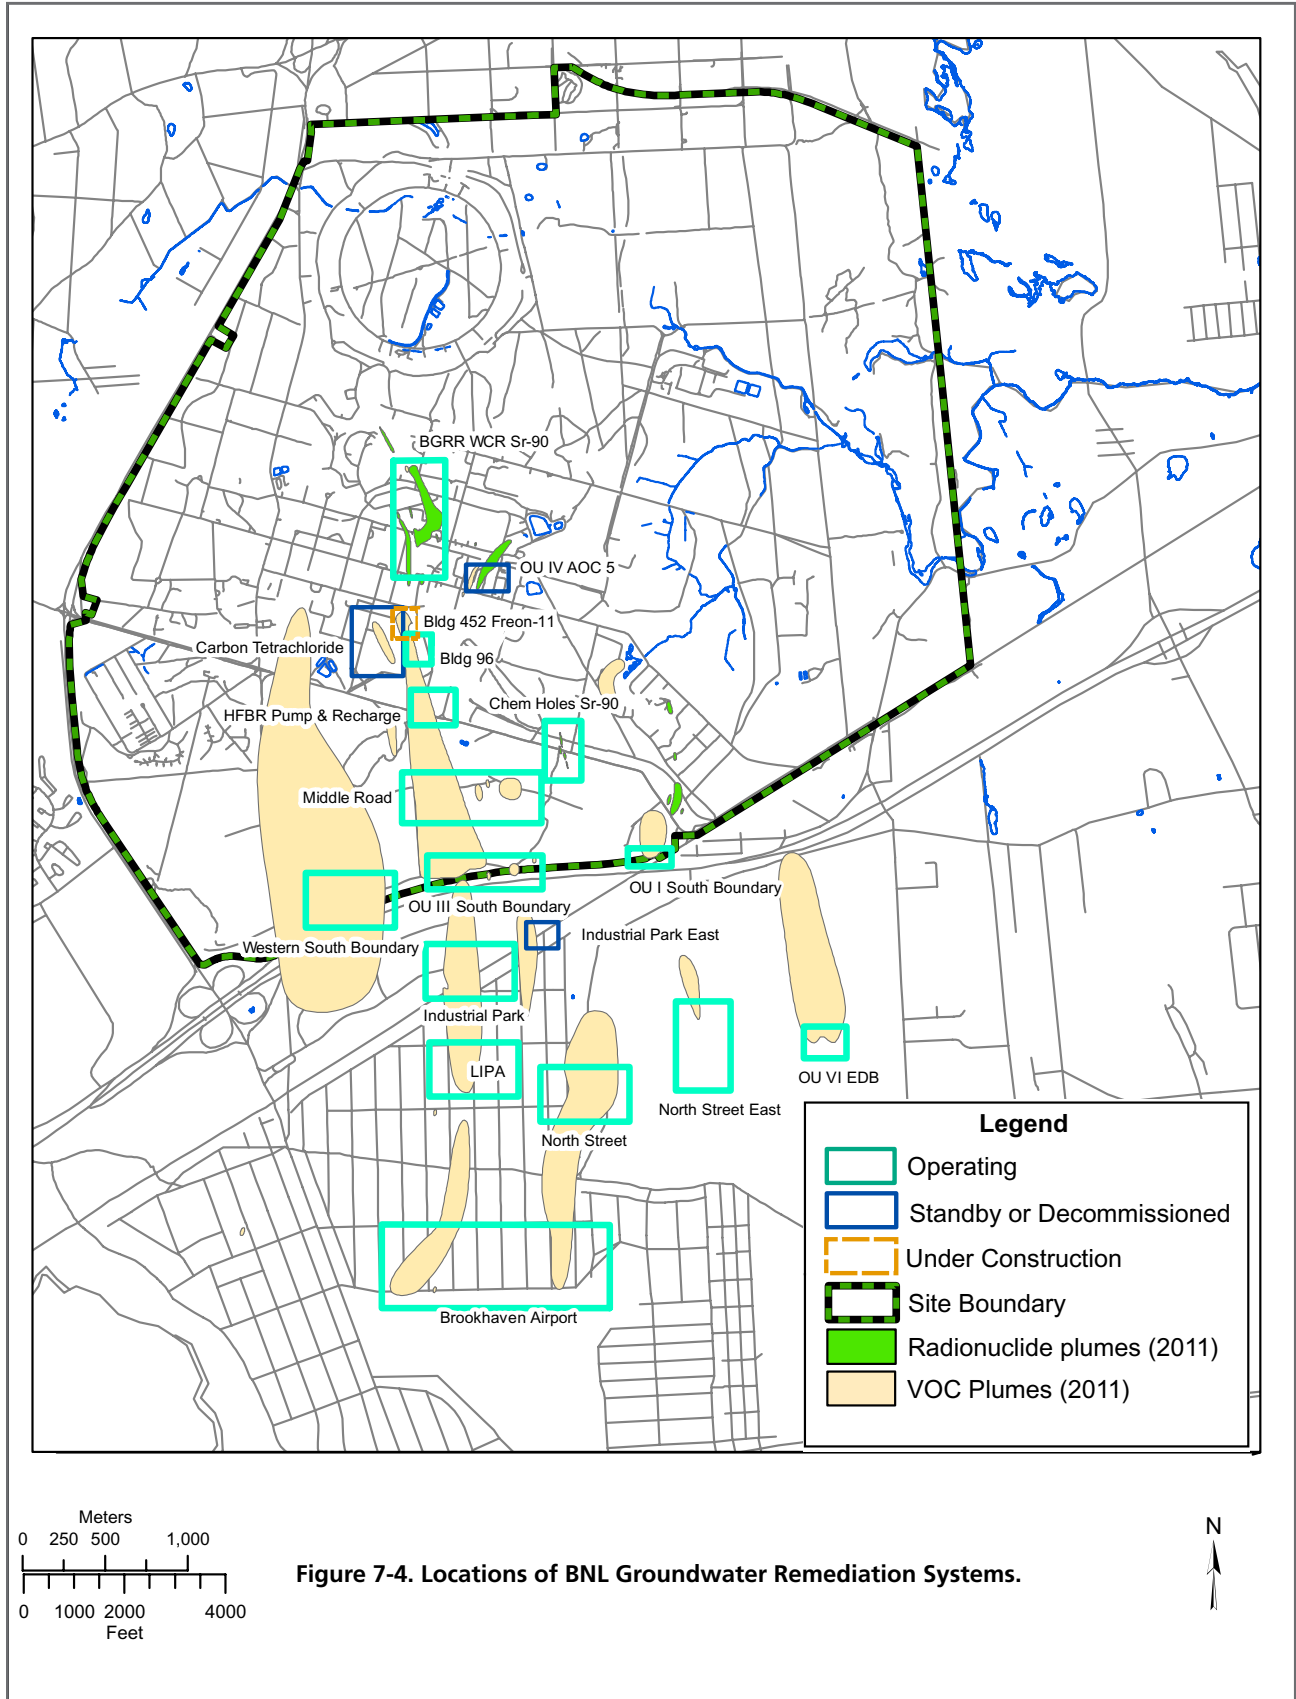 BGRR WCR Sr-90
OU IV AOC 5
Bldg 452 Freon-11
Carbon Tetrachloride
Bldg 96
Chem Holes Sr-90
HFBR Pump & Recharge
Middle Road
OU I South Boundary
OU III South Boundary
Industrial Park East
Western South Boundary
Industrial Park
LIPA
OU VI EDB
North Street East
North Street
Brookhaven Airport
Legend
Operating
Standby or Decommissioned
Under Construction
Site Boundary
Radionuclide plumes (2011)
VOC Plumes (2011)
Meters
0 250 500 1,000
0 1000 2000 4000
Feet
Figure 7-4. Locations of BNL Groundwater Remediation Systems.
N